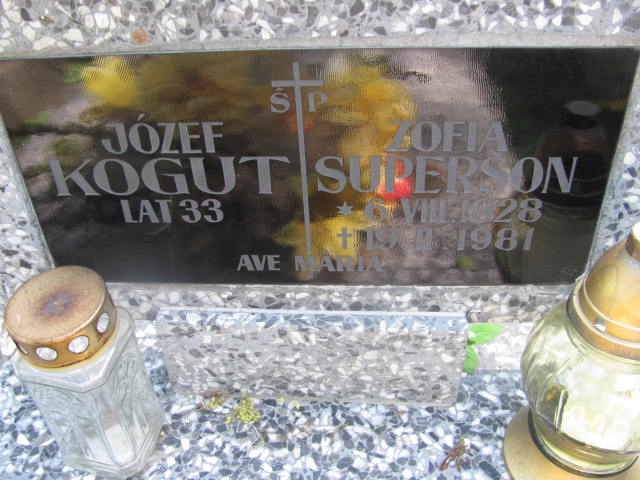 Ś P
JÓZEF
KOGUT
LAT 33
ZOFIA
SUPERSON
* 6. VIII. 1928
† 19. II. 1981
AVE MARIA